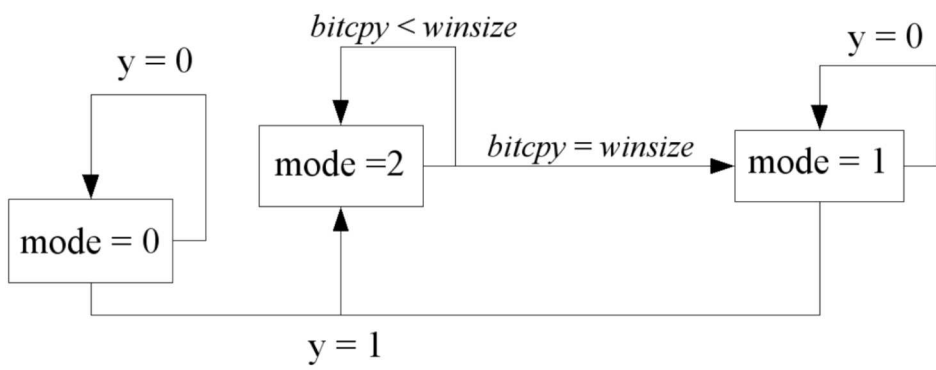 bitcpy < winsize
y = 0
y = 0
mode =2
bitcpy = winsize
mode = 1
mode = 0
y = 1